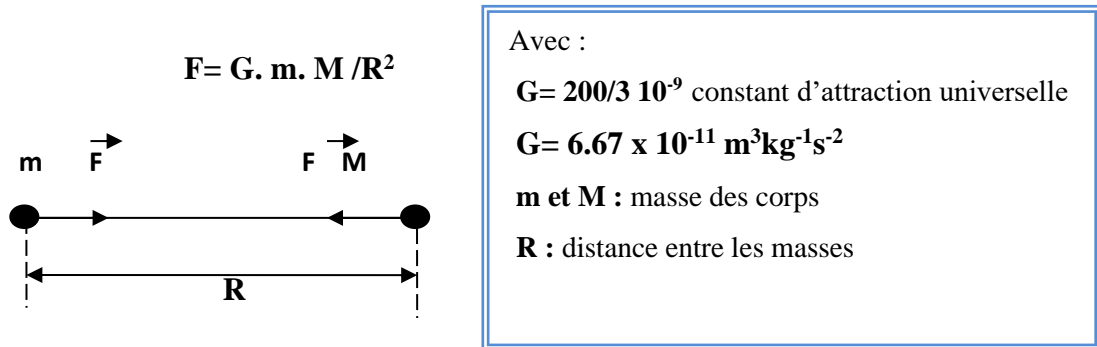 F= G. m. M /R²
m F F M
R
Avec :
G= 200/3 10⁻⁹ constant d’attraction universelle
G= 6.67 x 10⁻¹¹ m³kg⁻¹s⁻²
m et M : masse des corps
R : distance entre les masses